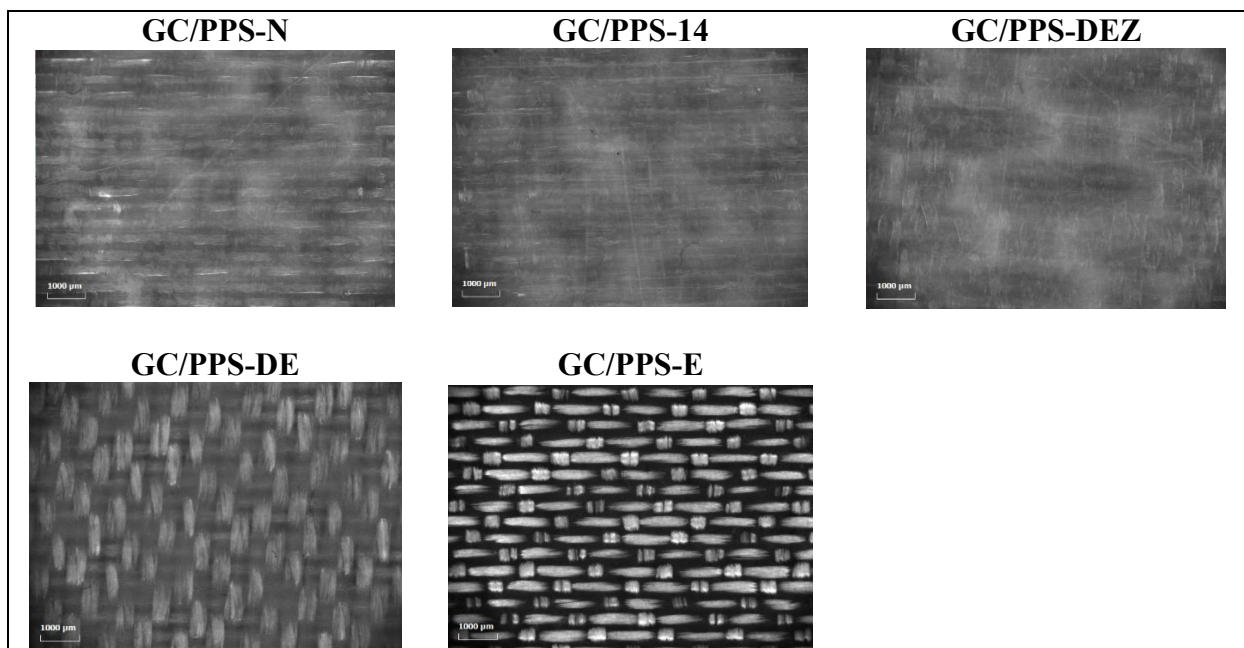 GC/PPS-N GC/PPS-14 GC/PPS-DEZ
1000 µm 1000 µm 1000 µm
GC/PPS-DE GC/PPS-E
1000 µm 1000 µm